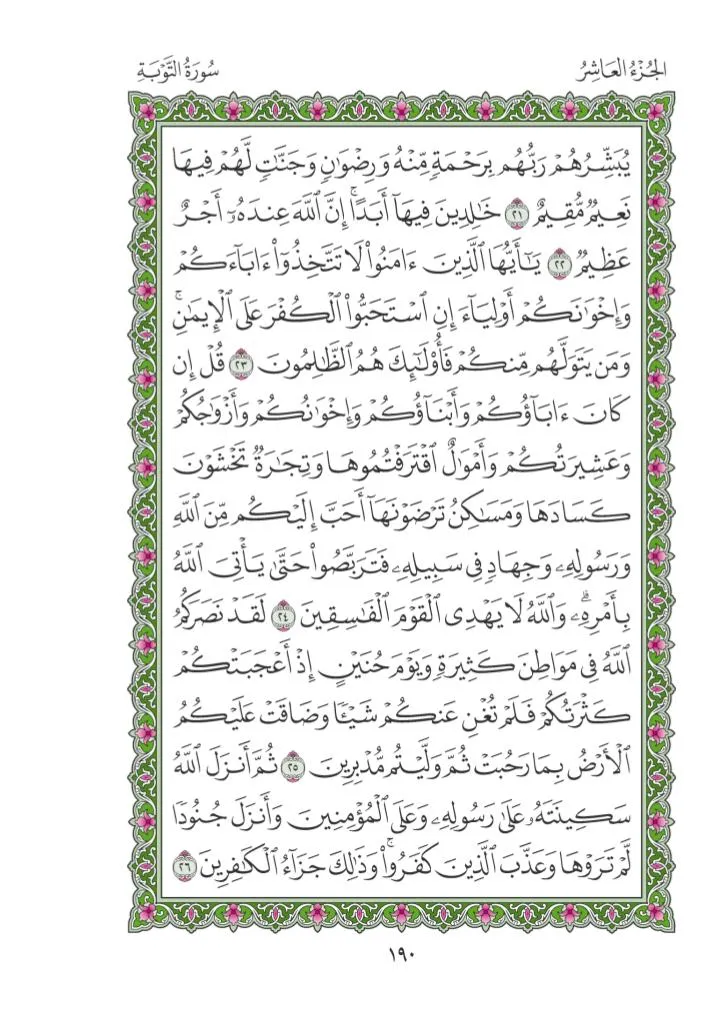 الجُزْءُ العَاشِرُ
سُورَةُ التَّوْبَةِ
يُبَشِّرُهُمْ رَبُّهُم بِرَحْمَةٍ مِّنْهُ وَرِضْوَٰنٍ وَجَنَّٰتٍ لَّهُمْ فِيهَا
نَعِيمٌ مُّقِيمٌ ٢١ خَٰلِدِينَ فِيهَآ أَبَدًاۚ إِنَّ ٱللَّهَ عِندَهُۥٓ أَجْرٌ
عَظِيمٌ ٢٢ يَٰٓأَيُّهَا ٱلَّذِينَ ءَامَنُوا۟ لَا تَتَّخِذُوٓا۟ ءَابَآءَكُمْ
وَإِخْوَٰنَكُمْ أَوْلِيَآءَ إِنِ ٱسْتَحَبُّوا۟ ٱلْكُفْرَ عَلَى ٱلْإِيمَٰنِۚ
وَمَن يَتَوَلَّهُم مِّنكُمْ فَأُو۟لَٰٓئِكَ هُمُ ٱلظَّٰلِمُونَ ٢٣ قُلْ إِن
كَانَ ءَابَآؤُكُمْ وَأَبْنَآؤُكُمْ وَإِخْوَٰنُكُمْ وَأَزْوَٰجُكُمْ
وَعَشِيرَتُكُمْ وَأَمْوَٰلٌ ٱقْتَرَفْتُمُوهَا وَتِجَٰرَةٌ تَخْشَوْنَ
كَسَادَهَا وَمَسَٰكِنُ تَرْضَوْنَهَآ أَحَبَّ إِلَيْكُم مِّنَ ٱللَّهِ
وَرَسُولِهِۦ وَجِهَادٍ فِى سَبِيلِهِۦ فَتَرَبَّصُوا۟ حَتَّىٰ يَأْتِىَ ٱللَّهُ
بِأَمْرِهِۦۗ وَٱللَّهُ لَا يَهْدِى ٱلْقَوْمَ ٱلْفَٰسِقِينَ ٢٤ لَقَدْ نَصَرَكُمُ
ٱللَّهُ فِى مَوَاطِنَ كَثِيرَةٍ وَيَوْمَ حُنَيْنٍ إِذْ أَعْجَبَتْكُمْ
كَثْرَتُكُمْ فَلَمْ تُغْنِ عَنكُمْ شَيْـًٔا وَضَاقَتْ عَلَيْكُمُ
ٱلْأَرْضُ بِمَا رَحُبَتْ ثُمَّ وَلَّيْتُم مُّدْبِرِينَ ٢٥ ثُمَّ أَنزَلَ ٱللَّهُ
سَكِينَتَهُۥ عَلَىٰ رَسُولِهِۦ وَعَلَى ٱلْمُؤْمِنِينَ وَأَنزَلَ جُنُودًا
لَّمْ تَرَوْهَا وَعَذَّبَ ٱلَّذِينَ كَفَرُوا۟ۚ وَذَٰلِكَ جَزَآءُ ٱلْكَٰفِرِينَ ٢٦
١٩٠